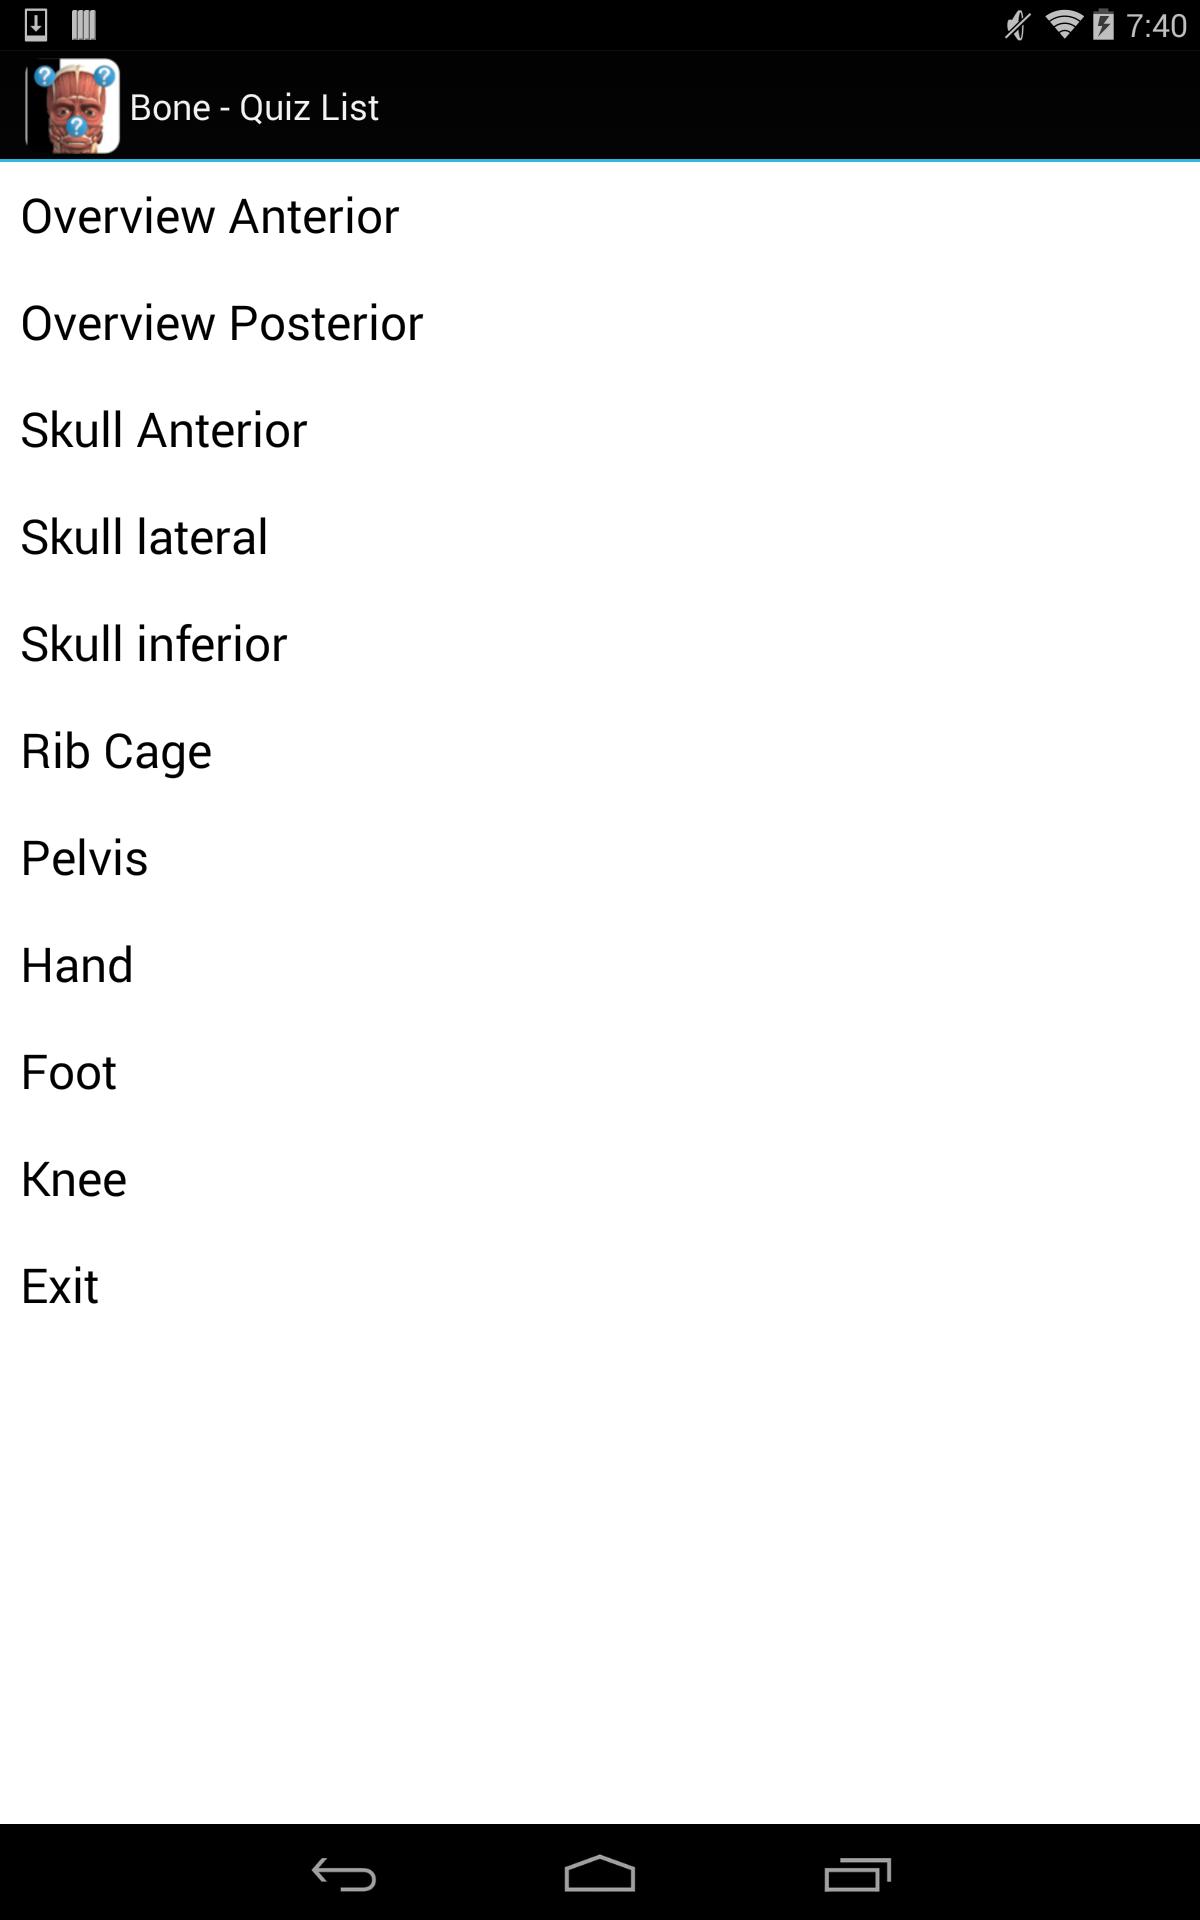 7:40
Bone - Quiz List
Overview Anterior
Overview Posterior
Skull Anterior
Skull lateral
Skull inferior
Rib Cage
Pelvis
Hand
Foot
Knee
Exit